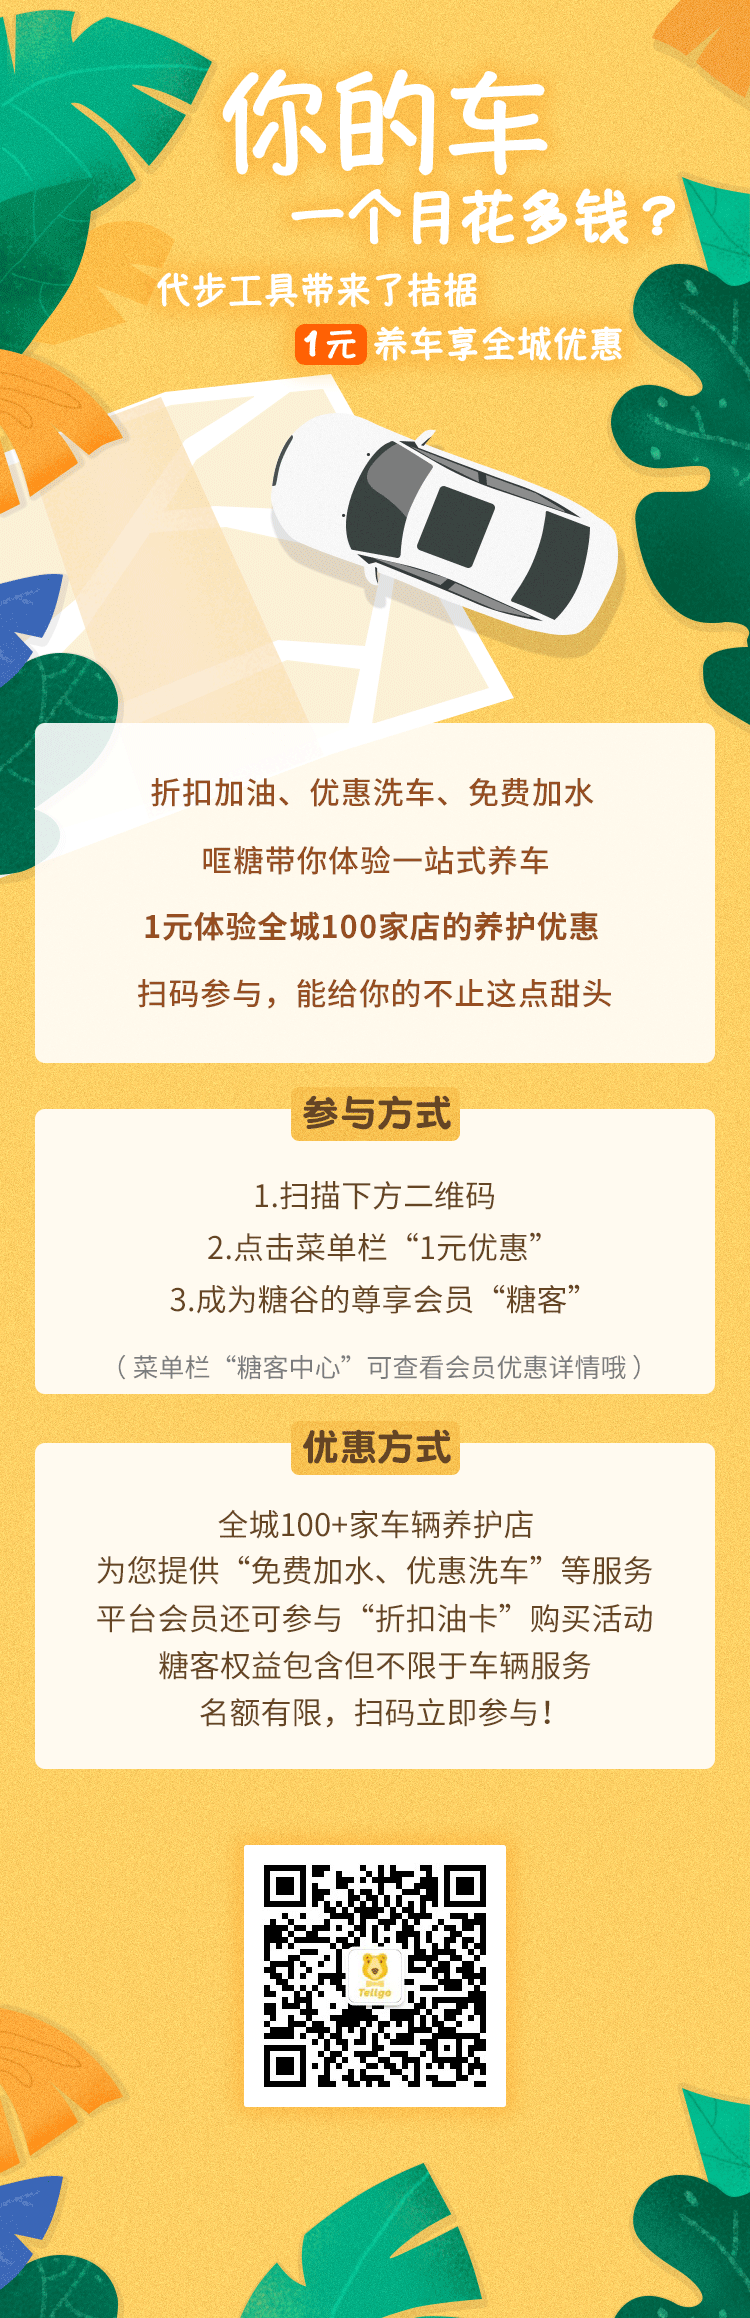 你的车
一个月花多钱？
代步工具带来了拮据
1元 养车享全城优惠
折扣加油、优惠洗车、免费加水
哐糖带你体验一站式养车
1元体验全城100家店的养护优惠
扫码参与，能给你的不止这点甜头
参与方式
1.扫描下方二维码
2.点击菜单栏“1元优惠”
3.成为糖谷的尊享会员“糖客”
（菜单栏“糖客中心”可查看会员优惠详情哦）
优惠方式
全城100+家车辆养护店
为您提供“免费加水、优惠洗车”等服务
平台会员还可参与“折扣油卡”购买活动
糖客权益包含但不限于车辆服务
名额有限，扫码立即参与！
Tellgo